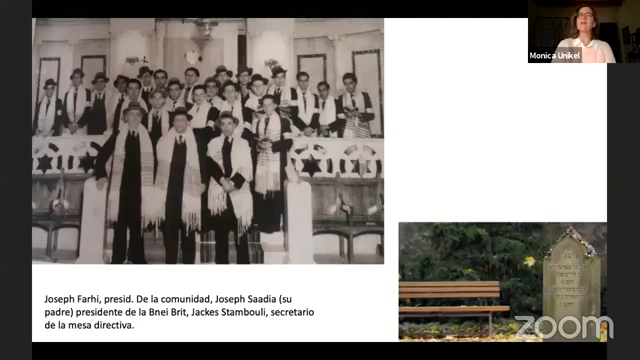 Monica Unikel
Joseph Farhi, presid. De la comunidad, Joseph Saadia (su
padre) presidente de la Bnei Brit, Jackes Stambouli, secretario
de la mesa directiva.
zoom